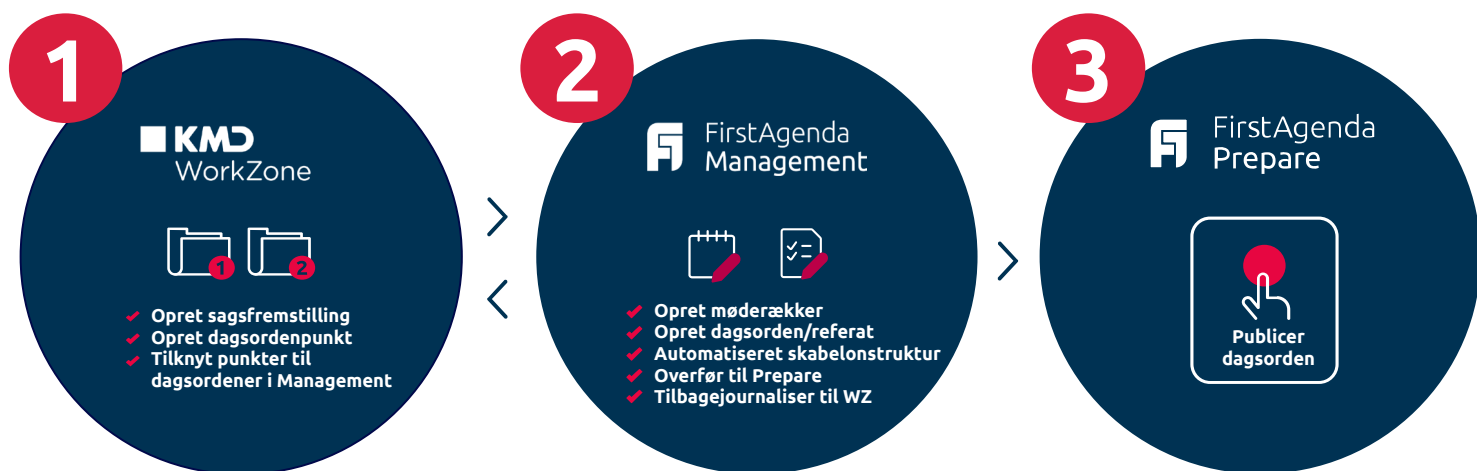 1
KMD
WorkZone
1
2
Opret sagsfremstilling
Opret dagsordenpunkt
Tilknyt punkter til
dagsordener i Management
2
FirstAgenda
Management
Opret møderækker
Opret dagsorden/referat
Automatiseret skabelonstruktur
Overfør til Prepare
Tilbagejournaliser til WZ
3
FirstAgenda
Prepare
Publicer
dagsorden